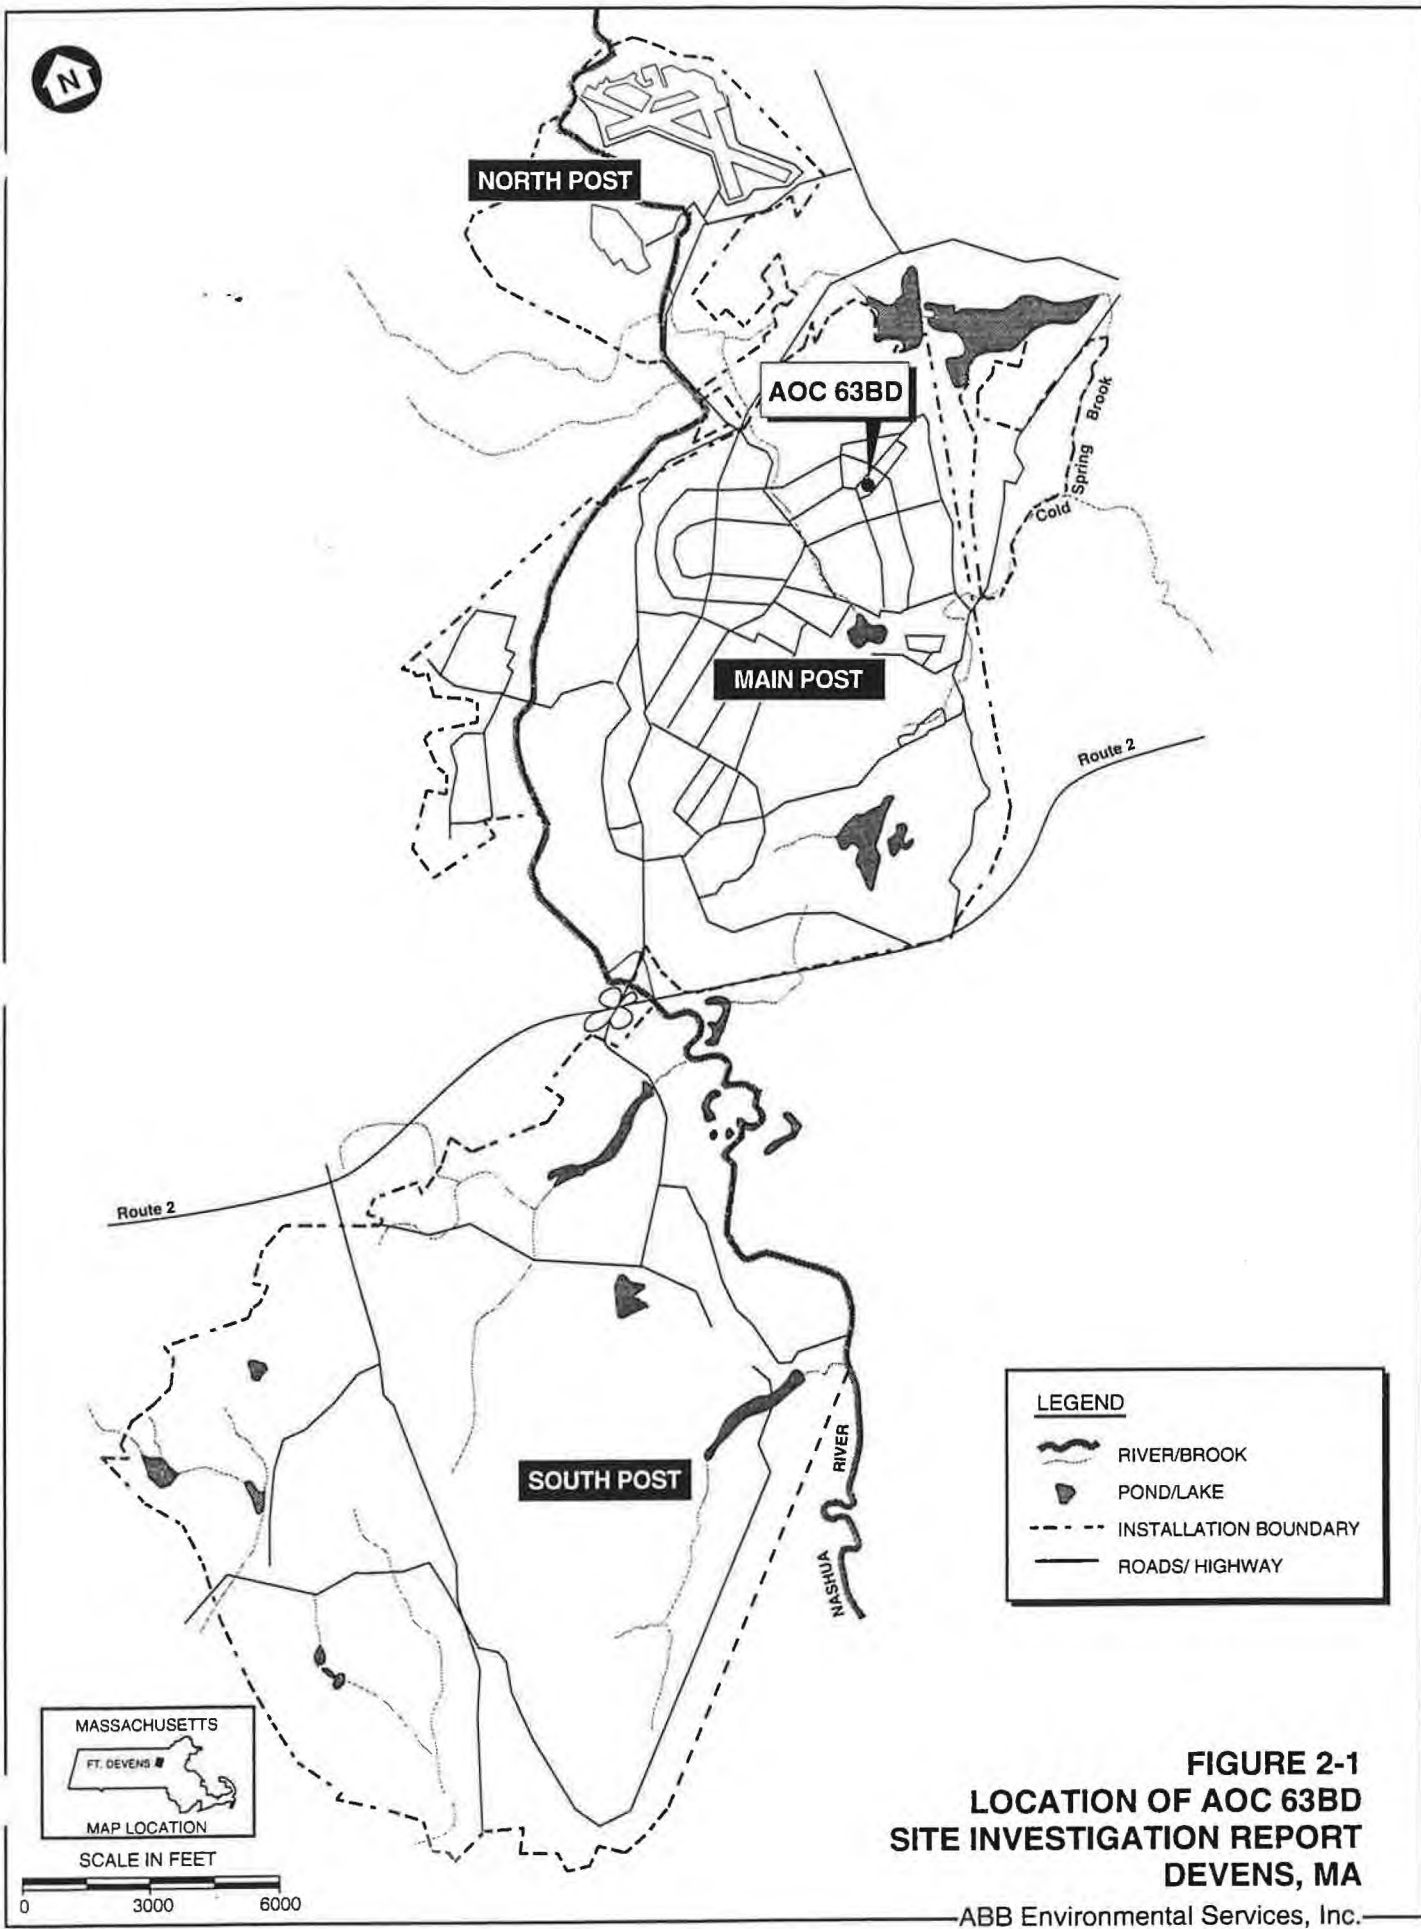 N
NORTH POST
AOC 63BD
Cold Spring Brook
MAIN POST
Route 2
Route 2
SOUTH POST
NASHUA RIVER
LEGEND
RIVER/BROOK
POND/LAKE
INSTALLATION BOUNDARY
ROADS/ HIGHWAY
MASSACHUSETTS
FT. DEVENS
MAP LOCATION
SCALE IN FEET
0 3000 6000
FIGURE 2-1
LOCATION OF AOC 63BD
SITE INVESTIGATION REPORT
DEVENS, MA
ABB Environmental Services, Inc.